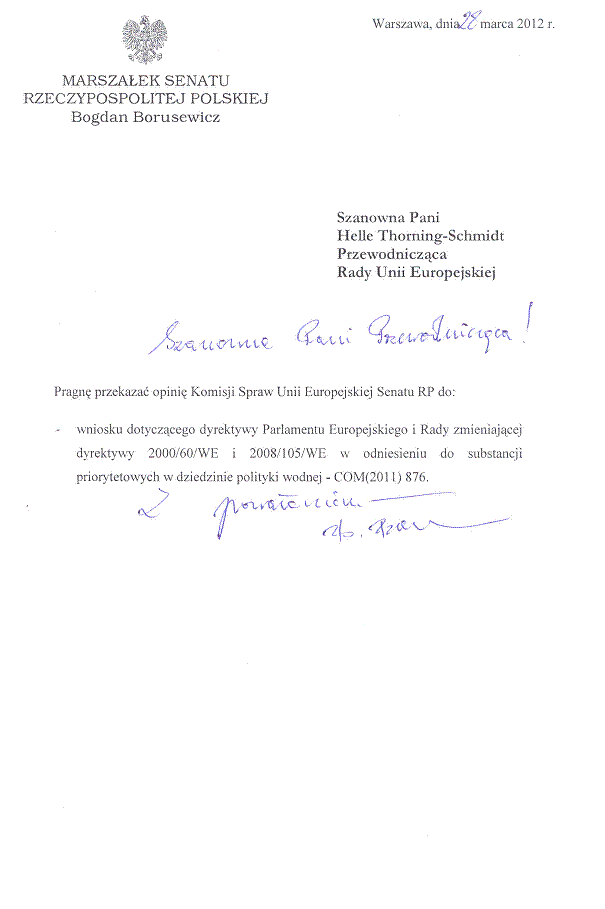 Warszawa, dnia 28 marca 2012 r.
MARSZAŁEK SENATU
RZECZYPOSPOLITEJ POLSKIEJ
Bogdan Borusewicz
Szanowna Pani
Helle Thorning-Schmidt
Przewodnicząca
Rady Unii Europejskiej
Szanowna Pani Przewodnicząca!
Pragnę przekazać opinię Komisji Spraw Unii Europejskiej Senatu RP do:
- wniosku dotyczącego dyrektywy Parlamentu Europejskiego i Rady zmieniającej
dyrektywy 2000/60/WE i 2008/105/WE w odniesieniu do substancji
priorytetowych w dziedzinie polityki wodnej - COM(2011) 876.
Z poważaniem